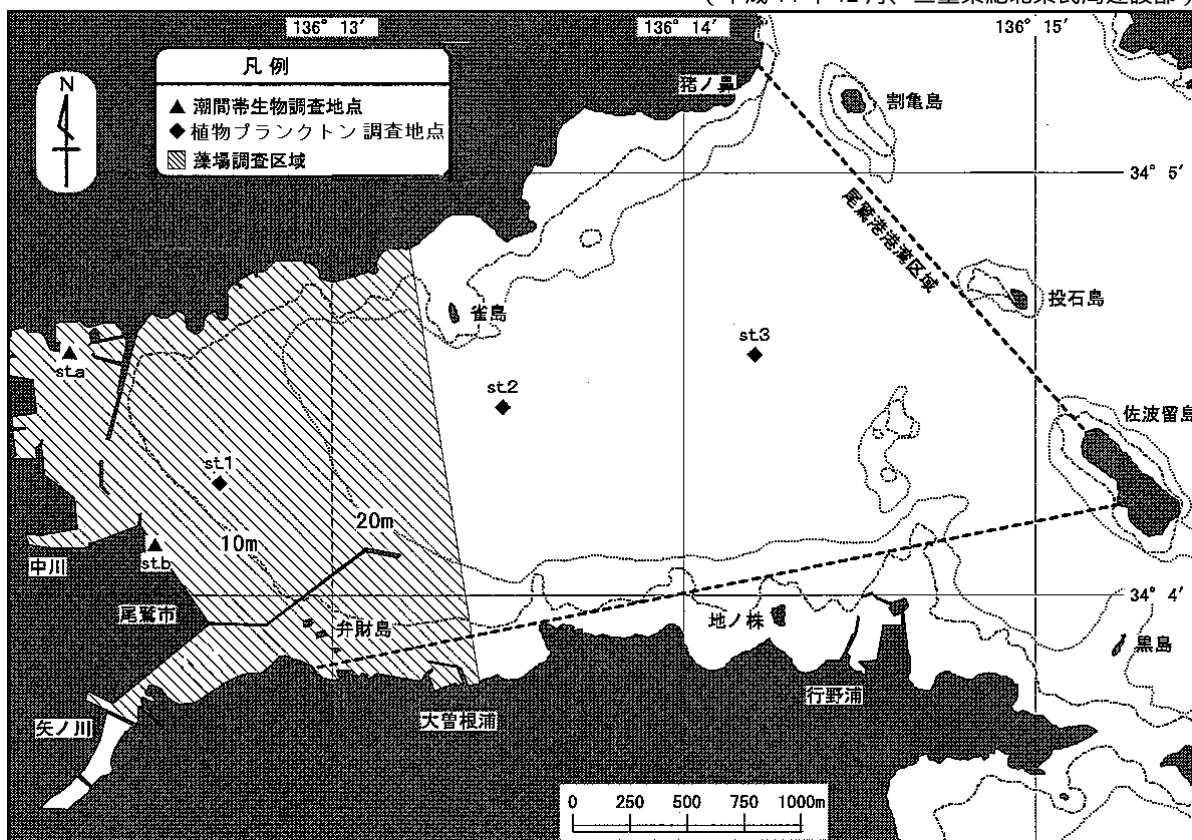 136° 13'
136° 14'
136° 15'
凡例
N
▲ 潮間帯生物調査地点
◆ 植物プランクトン 調査地点
藻場調査区域
猪ノ鼻
割亀島
34° 5'
尾鷲港港湾区域
雀島
投石島
st.a
st.3
st.2
佐波留島
st.1
20m
10m
中川
st.b
34° 4'
尾鷲市
弁財島
地ノ株
黒島
行野浦
大曽根浦
矢ノ川
0 250 500 750 1000m